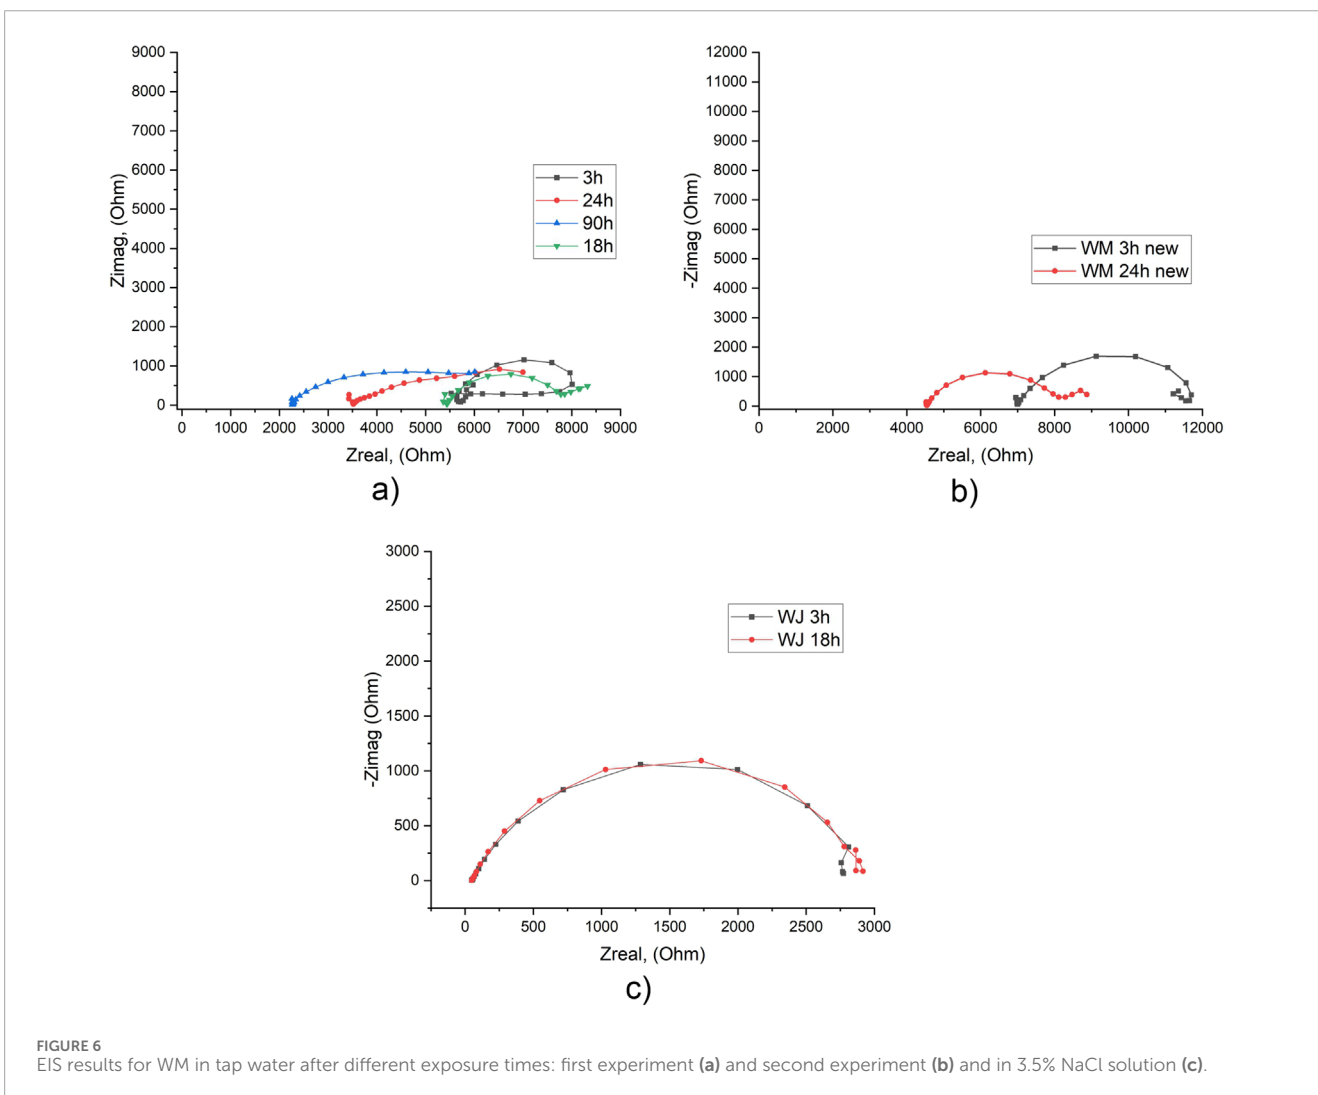 9000
8000
7000
6000
5000
4000
3000
2000
1000
0
Zimag, (Ohm)
3h
24h
90h
18h
0 1000 2000 3000 4000 5000 6000 7000 8000 9000
Zreal, (Ohm)
a)
12000
11000
10000
9000
8000
7000
6000
5000
4000
3000
2000
1000
0
-Zimag (Ohm)
WM 3h new
WM 24h new
0 2000 4000 6000 8000 10000 12000
Zreal, (Ohm)
b)
3000
2500
2000
1500
1000
500
0
-Zimag (Ohm)
WJ 3h
WJ 18h
0 500 1000 1500 2000 2500 3000
Zreal, (Ohm)
c)
FIGURE 6
EIS results for WM in tap water after different exposure times: first experiment (a) and second experiment (b) and in 3.5% NaCl solution (c).